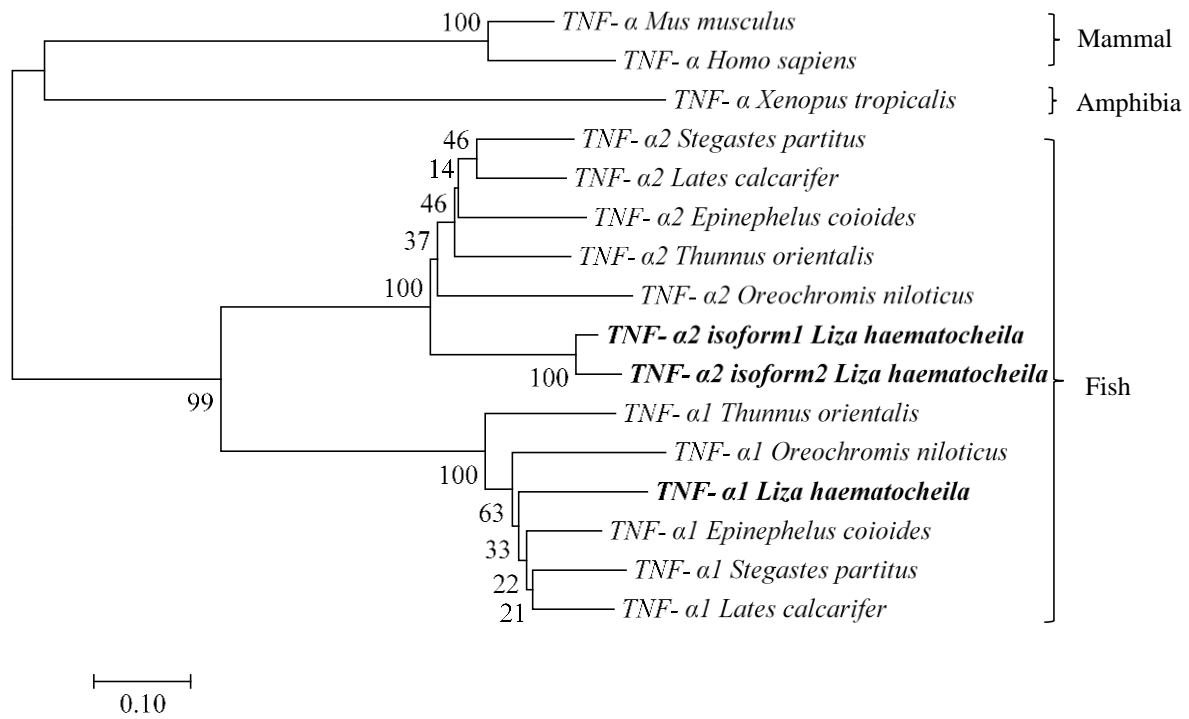 100
TNF- α Mus musculus
TNF- α Homo sapiens
Mammal
TNF- α Xenopus tropicalis
Amphibia
46
TNF- α2 Stegastes partitus
14
TNF- α2 Lates calcarifer
46
TNF- α2 Epinephelus coioides
37
TNF- α2 Thunnus orientalis
100
TNF- α2 Oreochromis niloticus
TNF- α2 isoform1 Liza haematocheila
100
TNF- α2 isoform2 Liza haematocheila
Fish
99
TNF- α1 Thunnus orientalis
100
TNF- α1 Oreochromis niloticus
63
TNF- α1 Liza haematocheila
33
TNF- α1 Epinephelus coioides
22
TNF- α1 Stegastes partitus
21
TNF- α1 Lates calcarifer
0.10